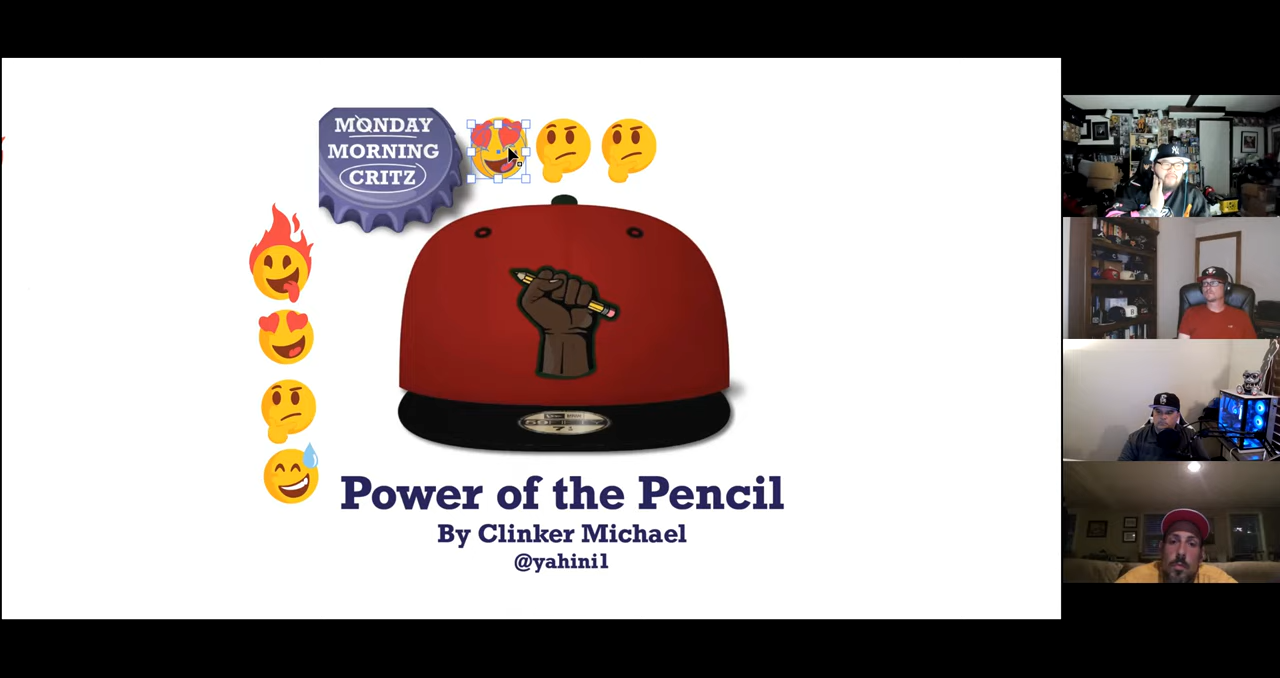 MONDAY
MORNING
CRITZ
Power of the Pencil
By Clinker Michael
@yahini1